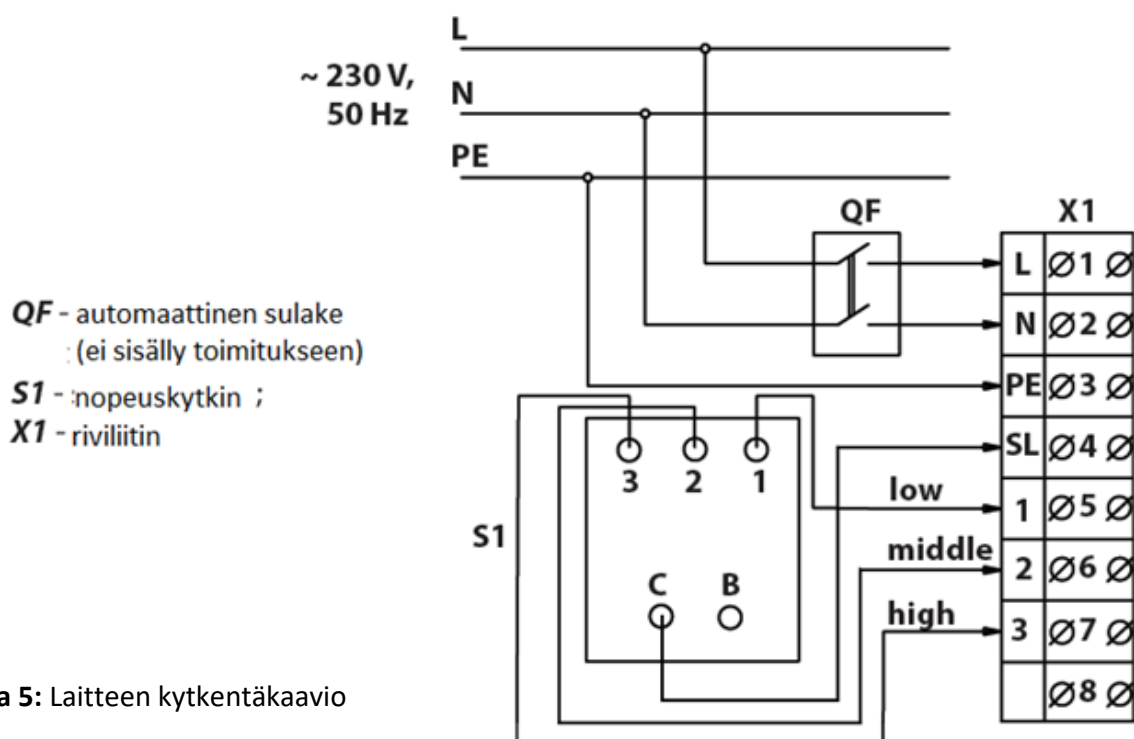 L
~ 230 V,
50 Hz
N
PE
QF
X1
L 1
N 2
PE 3
SL 4
1 5
2 6
3 7
8
QF - automaattinen sulake
(ei sisälly toimitukseen)
S1 - nopeuskytkin ;
X1 - riviliitin
3 2 1
S1
C B
low
middle
high
a 5: Laitteen kytkentäkaavio